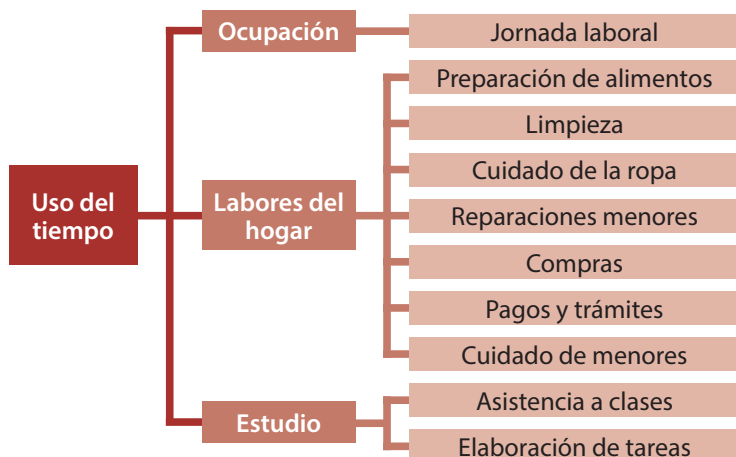 Uso del
tiempo
Ocupación
Jornada laboral
Labores del
hogar
Preparación de alimentos
Limpieza
Cuidado de la ropa
Reparaciones menores
Compras
Pagos y trámites
Cuidado de menores
Estudio
Asistencia a clases
Elaboración de tareas